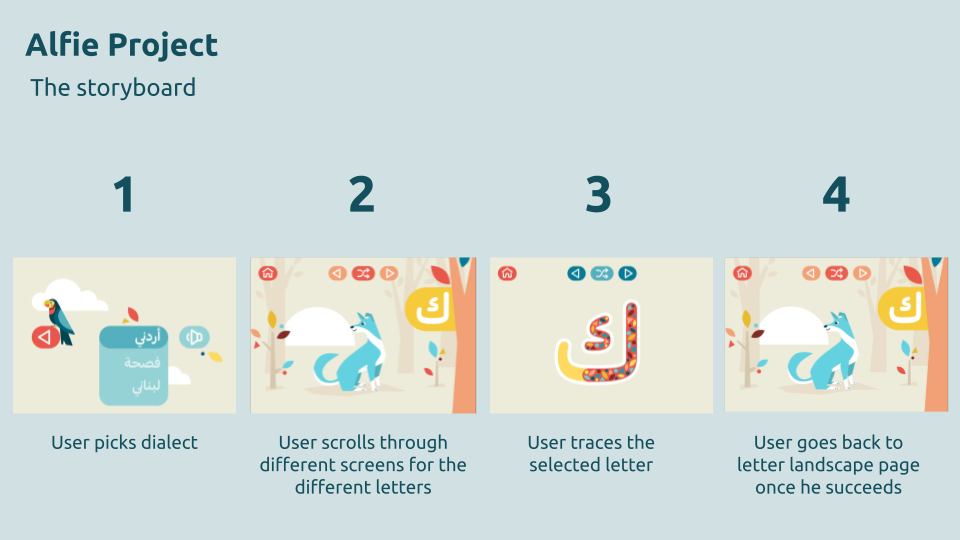 Alfie Project
The storyboard
1
2
3
4
أردني
فصحة
لبناني
ك
ك
ك
User picks dialect
User scrolls through
different screens for the
different letters
User traces the
selected letter
User goes back to
letter landscape page
once he succeeds